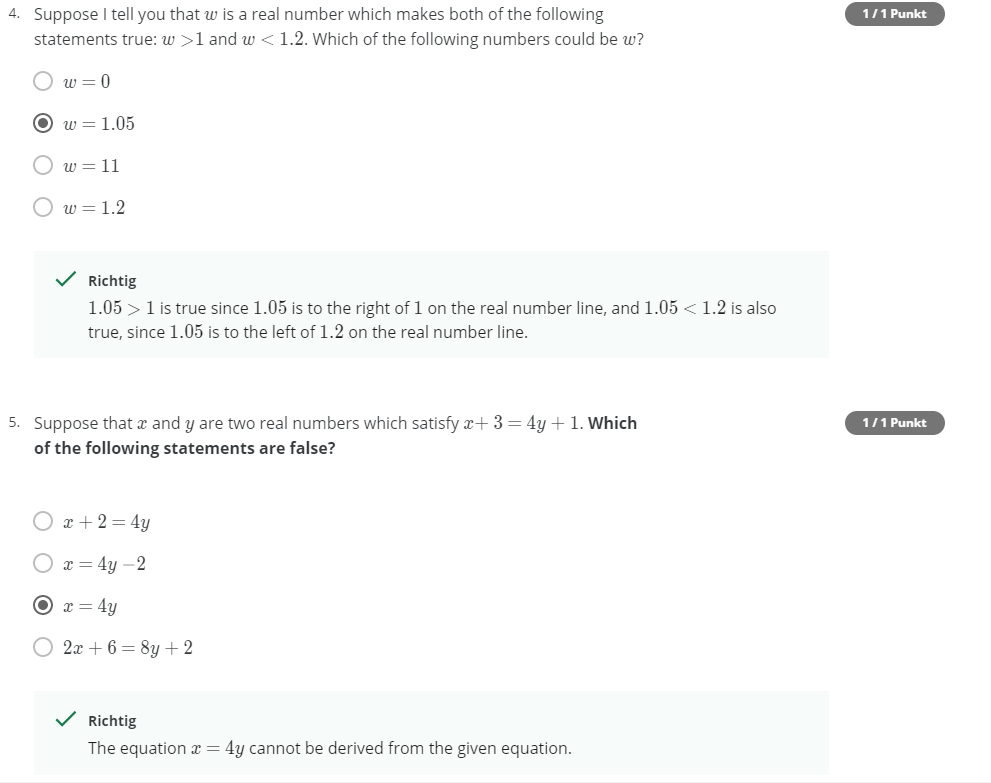 4. Suppose I tell you that w is a real number which makes both of the following 1 / 1 Punkt
statements true: w >1 and w < 1.2. Which of the following numbers could be w?
w = 0
w = 1.05
w = 11
w = 1.2
Richtig
1.05 > 1 is true since 1.05 is to the right of 1 on the real number line, and 1.05 < 1.2 is also
true, since 1.05 is to the left of 1.2 on the real number line.
5. Suppose that x and y are two real numbers which satisfy x+ 3 = 4y + 1. Which 1 / 1 Punkt
of the following statements are false?
x + 2 = 4y
x = 4y −2
x = 4y
2x + 6 = 8y + 2
Richtig
The equation x = 4y cannot be derived from the given equation.